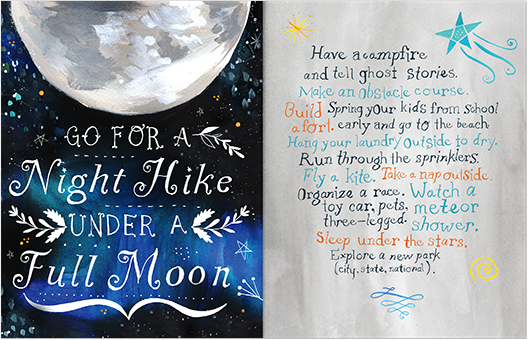 GO FOR A
Night Hike
UNDER A
Full Moon
Have a campfire
and tell ghost stories.
Make an obstacle course.
Build Spring your kids from school
a fort. early and go to the beach.
Hang your laundry outside to dry.
Run through the sprinklers.
Fly a kite. Take a nap outside.
Organize a race. Watch a
toy car, pets, meteor
three-legged. shower.
Sleep under the stars.
Explore a new park
(city, state, national).